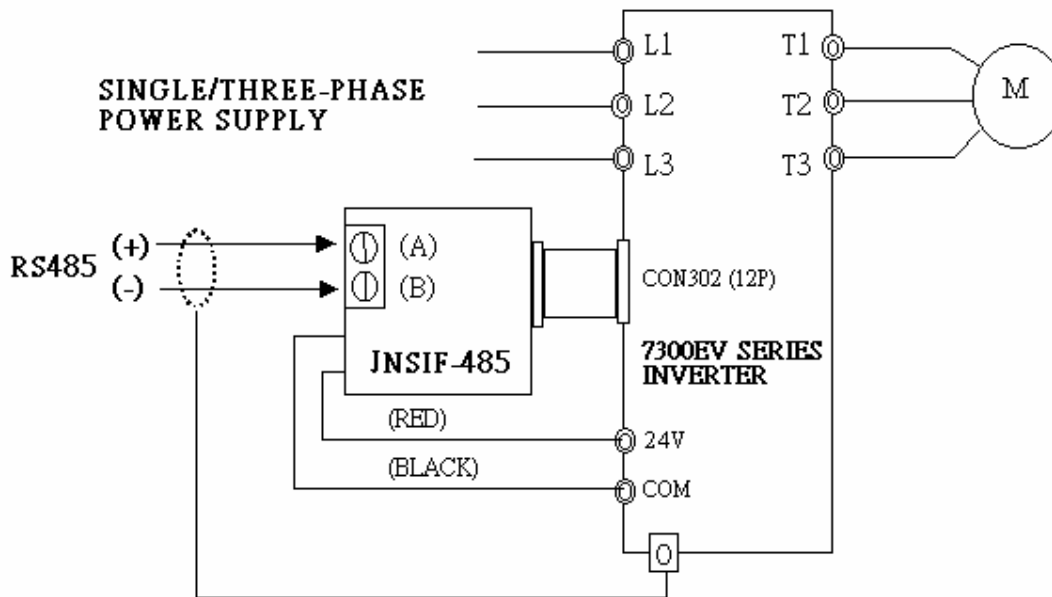 L1
T1
SINGLE/THREE-PHASE
POWER SUPPLY
L2
T2
M
L3
T3
RS485
(+)
(-)
(A)
(B)
JNSIF-485
CON302 (12P)
7300EV SERIES
INVERTER
(RED)
24V
(BLACK)
COM